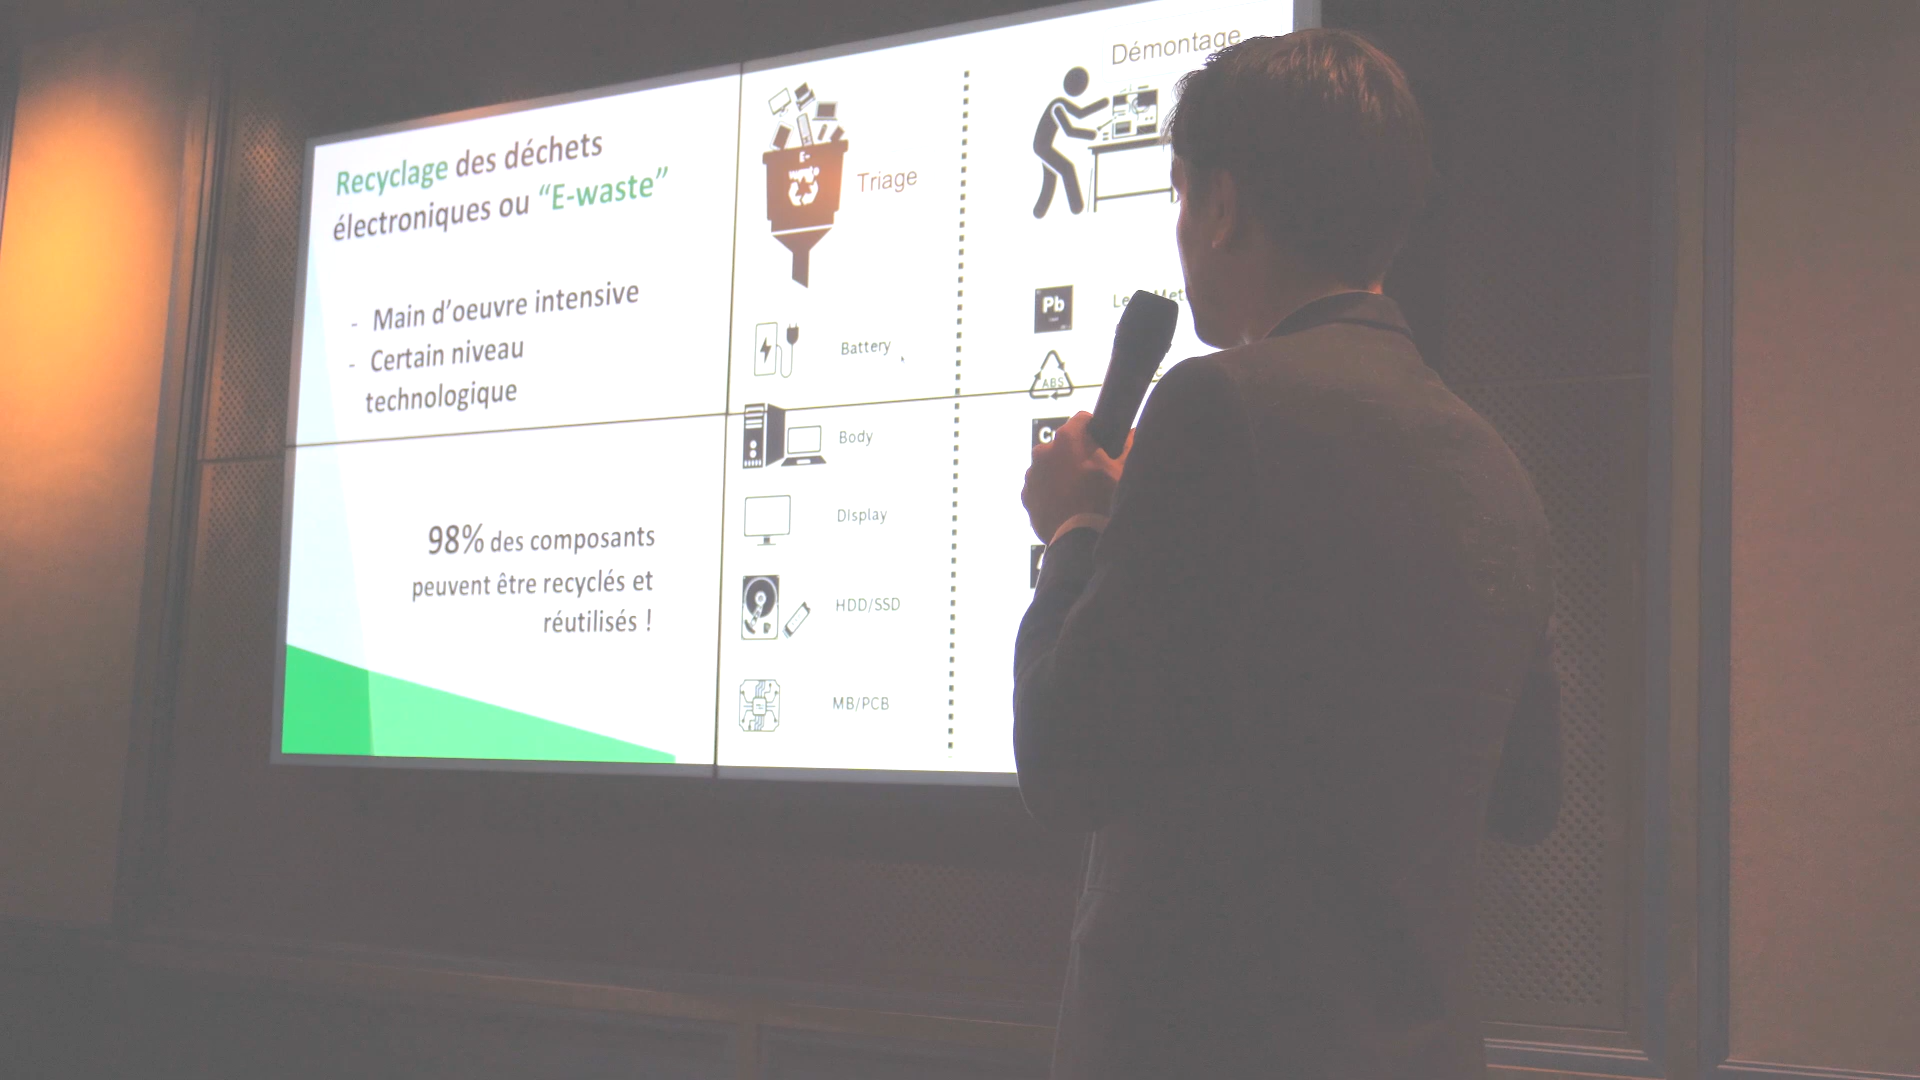 Recyclage des déchets
électroniques ou “E-waste”
- Main d’oeuvre intensive
- Certain niveau
technologique
98% des composants
peuvent être recyclés et
réutilisés !
E-
waste
Triage
Battery
Body
DIsplay
HDD/SSD
MB/PCB
Démontage
Pb
ABS